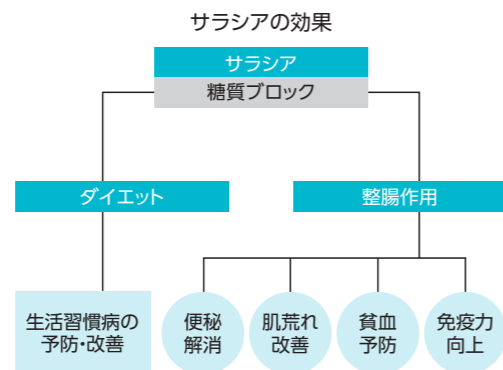 サラシアの効果
サラシア
糖質ブロック
ダイエット
整腸作用
生活習慣病の
予防・改善
便秘
解消
肌荒れ
改善
貧血
予防
免疫力
向上